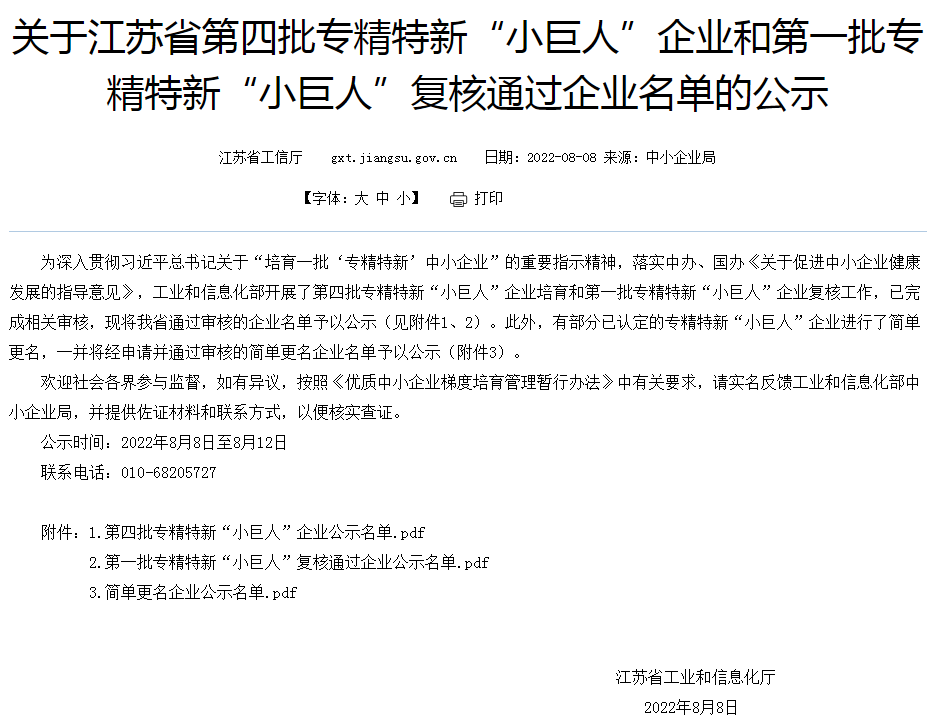 关于江苏省第四批专精特新“小巨人”企业和第一批专
精特新“小巨人”复核通过企业名单的公示
江苏省工信厅 gxt.jiangsu.gov.cn 日期：2022-08-08 来源：中小企业局
【字体：大 中 小】 打印
为深入贯彻习近平总书记关于“培育一批‘专精特新’中小企业”的重要指示精神，落实中办、国办《关于促进中小企业健康
发展的指导意见》，工业和信息化部开展了第四批专精特新“小巨人”企业培育和第一批专精特新“小巨人”企业复核工作，已完
成相关审核，现将我省通过审核的企业名单予以公示（见附件1、2）。此外，有部分已认定的专精特新“小巨人”企业进行了简单
更名，一并将经申请并通过审核的简单更名企业名单予以公示（附件3）。
欢迎社会各界参与监督，如有异议，按照《优质中小企业梯度培育管理暂行办法》中有关要求，请实名反馈工业和信息化部中
小企业局，并提供佐证材料和联系方式，以便核实查证。
公示时间：2022年8月8日至8月12日
联系电话：010-68205727
附件：1.第四批专精特新“小巨人”企业公示名单.pdf
2.第一批专精特新“小巨人”复核通过企业公示名单.pdf
3.简单更名企业公示名单.pdf
江苏省工业和信息化厅
2022年8月8日